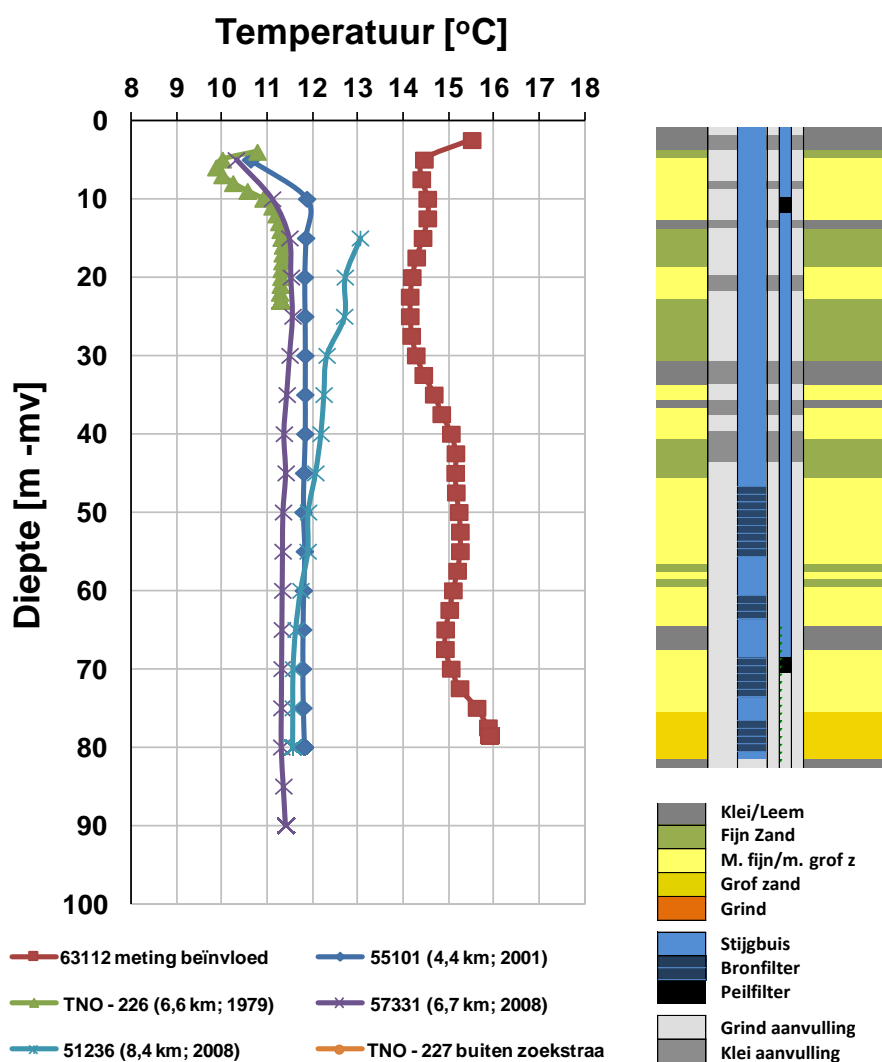 Temperatuur [oC]
8 9 10 11 12 13 14 15 16 17 18
0
10
20
30
40
50
60
70
80
90
100
Diepte [m -mv]
63112 meting beïnvloed
55101 (4,4 km; 2001)
TNO - 226 (6,6 km; 1979)
57331 (6,7 km; 2008)
51236 (8,4 km; 2008)
TNO - 227 buiten zoekstraa
Klei/Leem
Fijn Zand
M. fijn/m. grof z
Grof zand
Grind
Stijgbuis
Bronfilter
Peilfilter
Grind aanvulling
Klei aanvulling